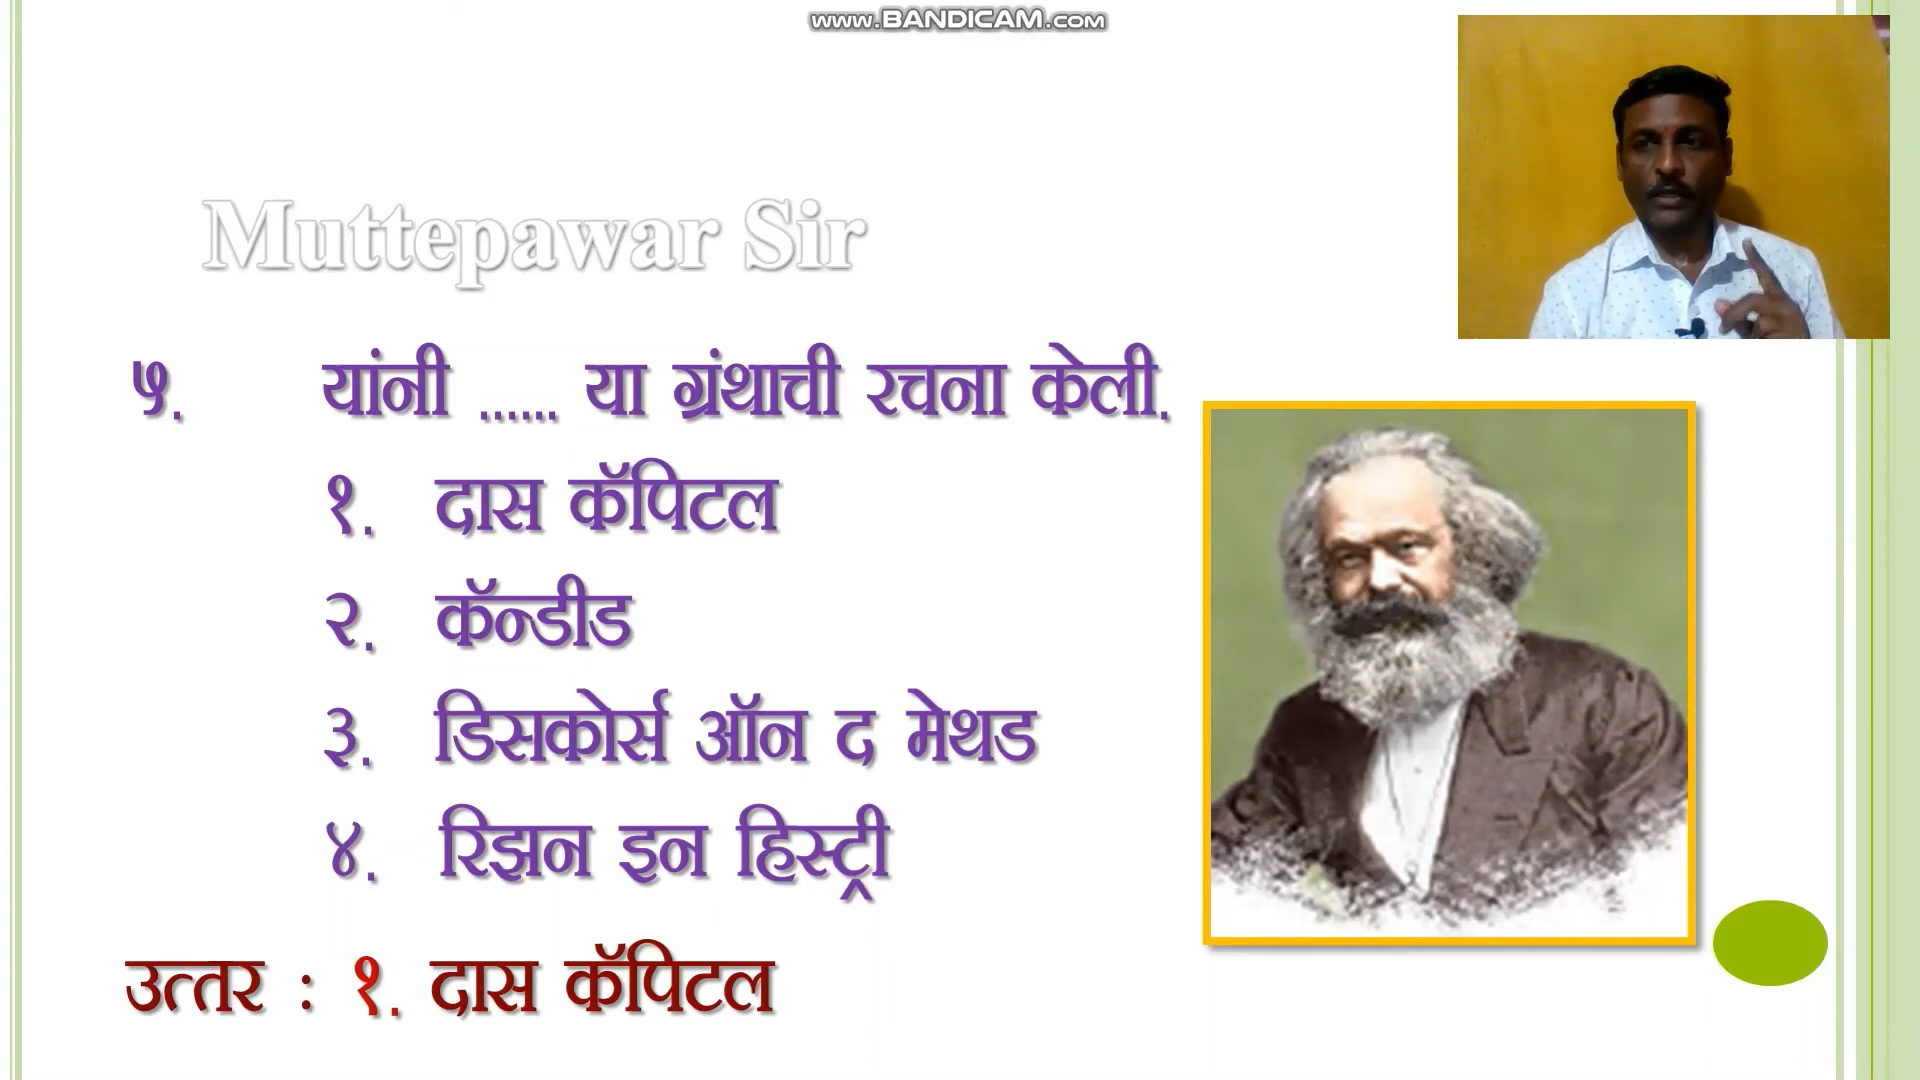 www.BANDICAM.com
Muttepawar Sir
५. यांनी ...... या ग्रंथाची रचना केली.
१. दास कॅपिटल
२. कॅन्डीड
३. डिसकोर्स ऑन द मेथड
४. रिझन इन हिस्ट्री
उत्तर : १. दास कॅपिटल